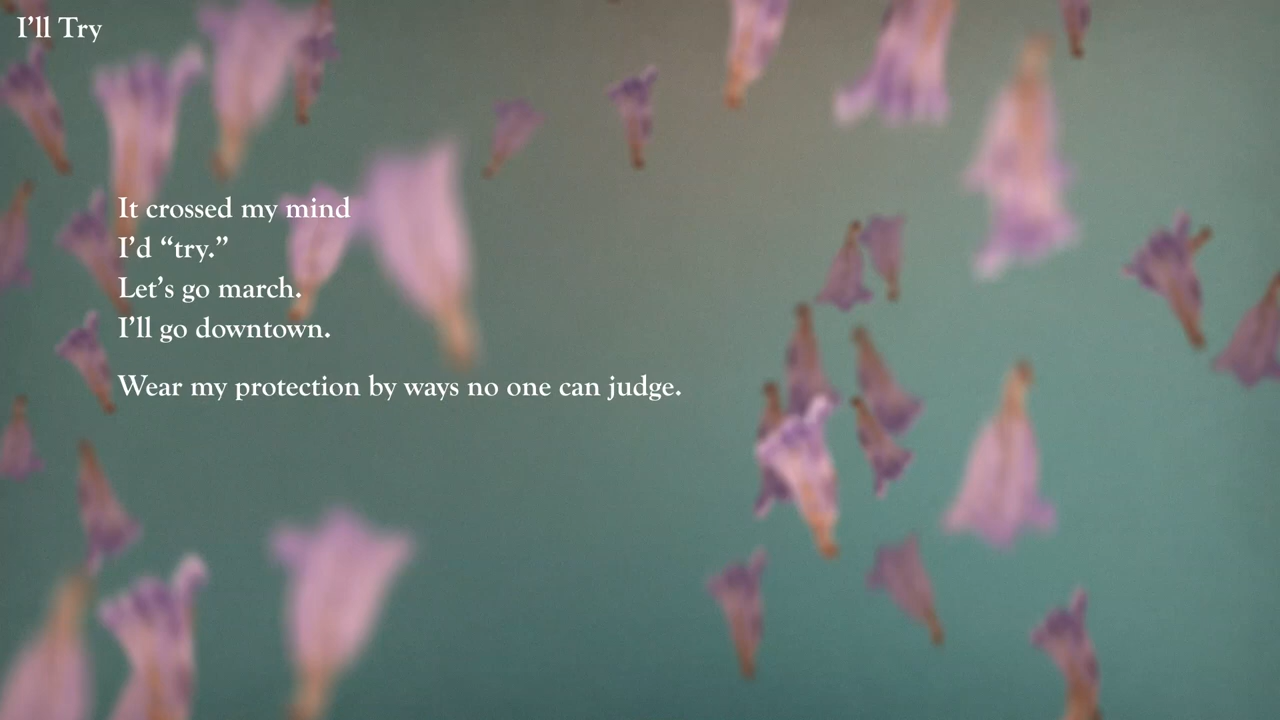 I’ll Try
It crossed my mind
I’d “try.”
Let’s go march.
I’ll go downtown.
Wear my protection by ways no one can judge.